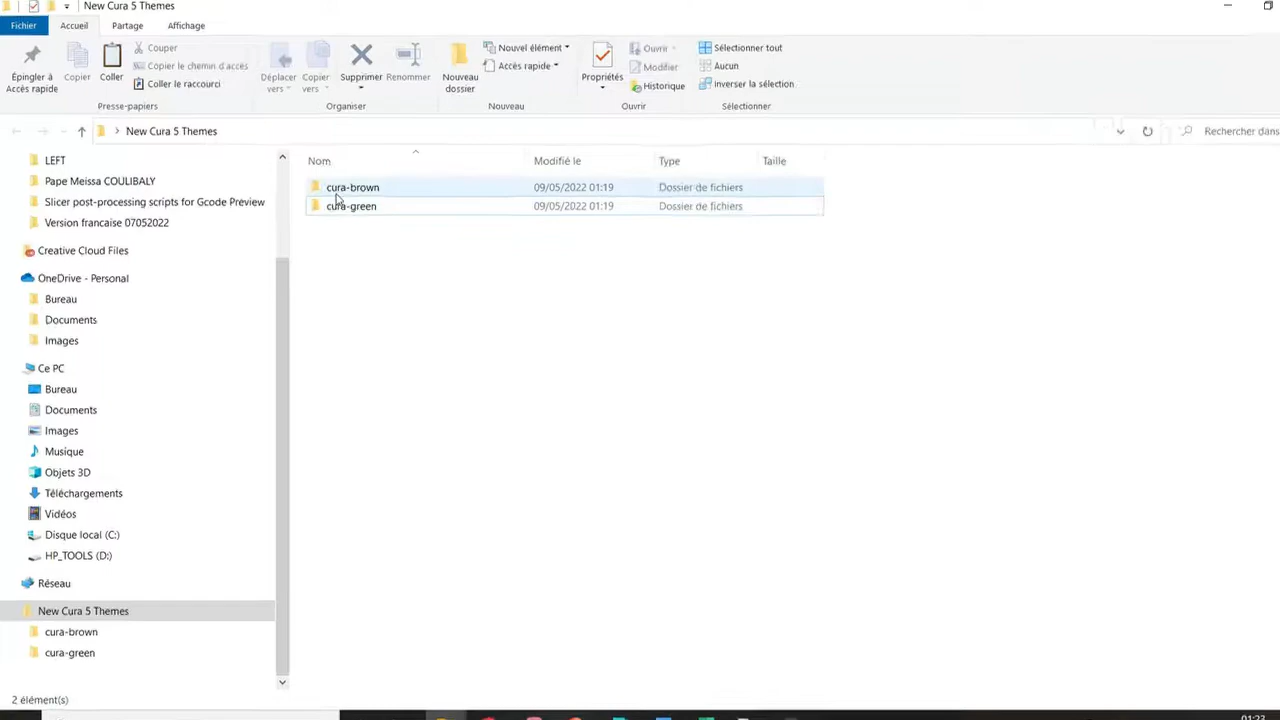 New Cura 5 Themes
Fichier Accueil Partage Affichage
Épingler à
Accès rapide
Copier
Coller
Couper
Copier le chemin d'accès
Coller le raccourci
Presse-papiers
Déplacer
vers
Copier
vers
Supprimer
Renommer
Organiser
Nouveau
dossier
Nouvel élément
Accès rapide
Nouveau
Propriétés
Ouvrir
Modifier
Historique
Ouvrir
Sélectionner tout
Aucun
Inverser la sélection
Sélectionner
New Cura 5 Themes
Rechercher dans
LEFT
Pape Meissa COULIBALY
Slicer post-processing scripts for Gcode Preview
Version francaise 07052022
Creative Cloud Files
OneDrive - Personal
Bureau
Documents
Images
Ce PC
Bureau
Documents
Images
Musique
Objets 3D
Téléchargements
Vidéos
Disque local (C:)
HP_TOOLS (D:)
Réseau
New Cura 5 Themes
cura-brown
cura-green
Nom Modifié le Type Taille
cura-brown 09/05/2022 01:19 Dossier de fichiers
cura-green 09/05/2022 01:19 Dossier de fichiers
2 élément(s)
01:23